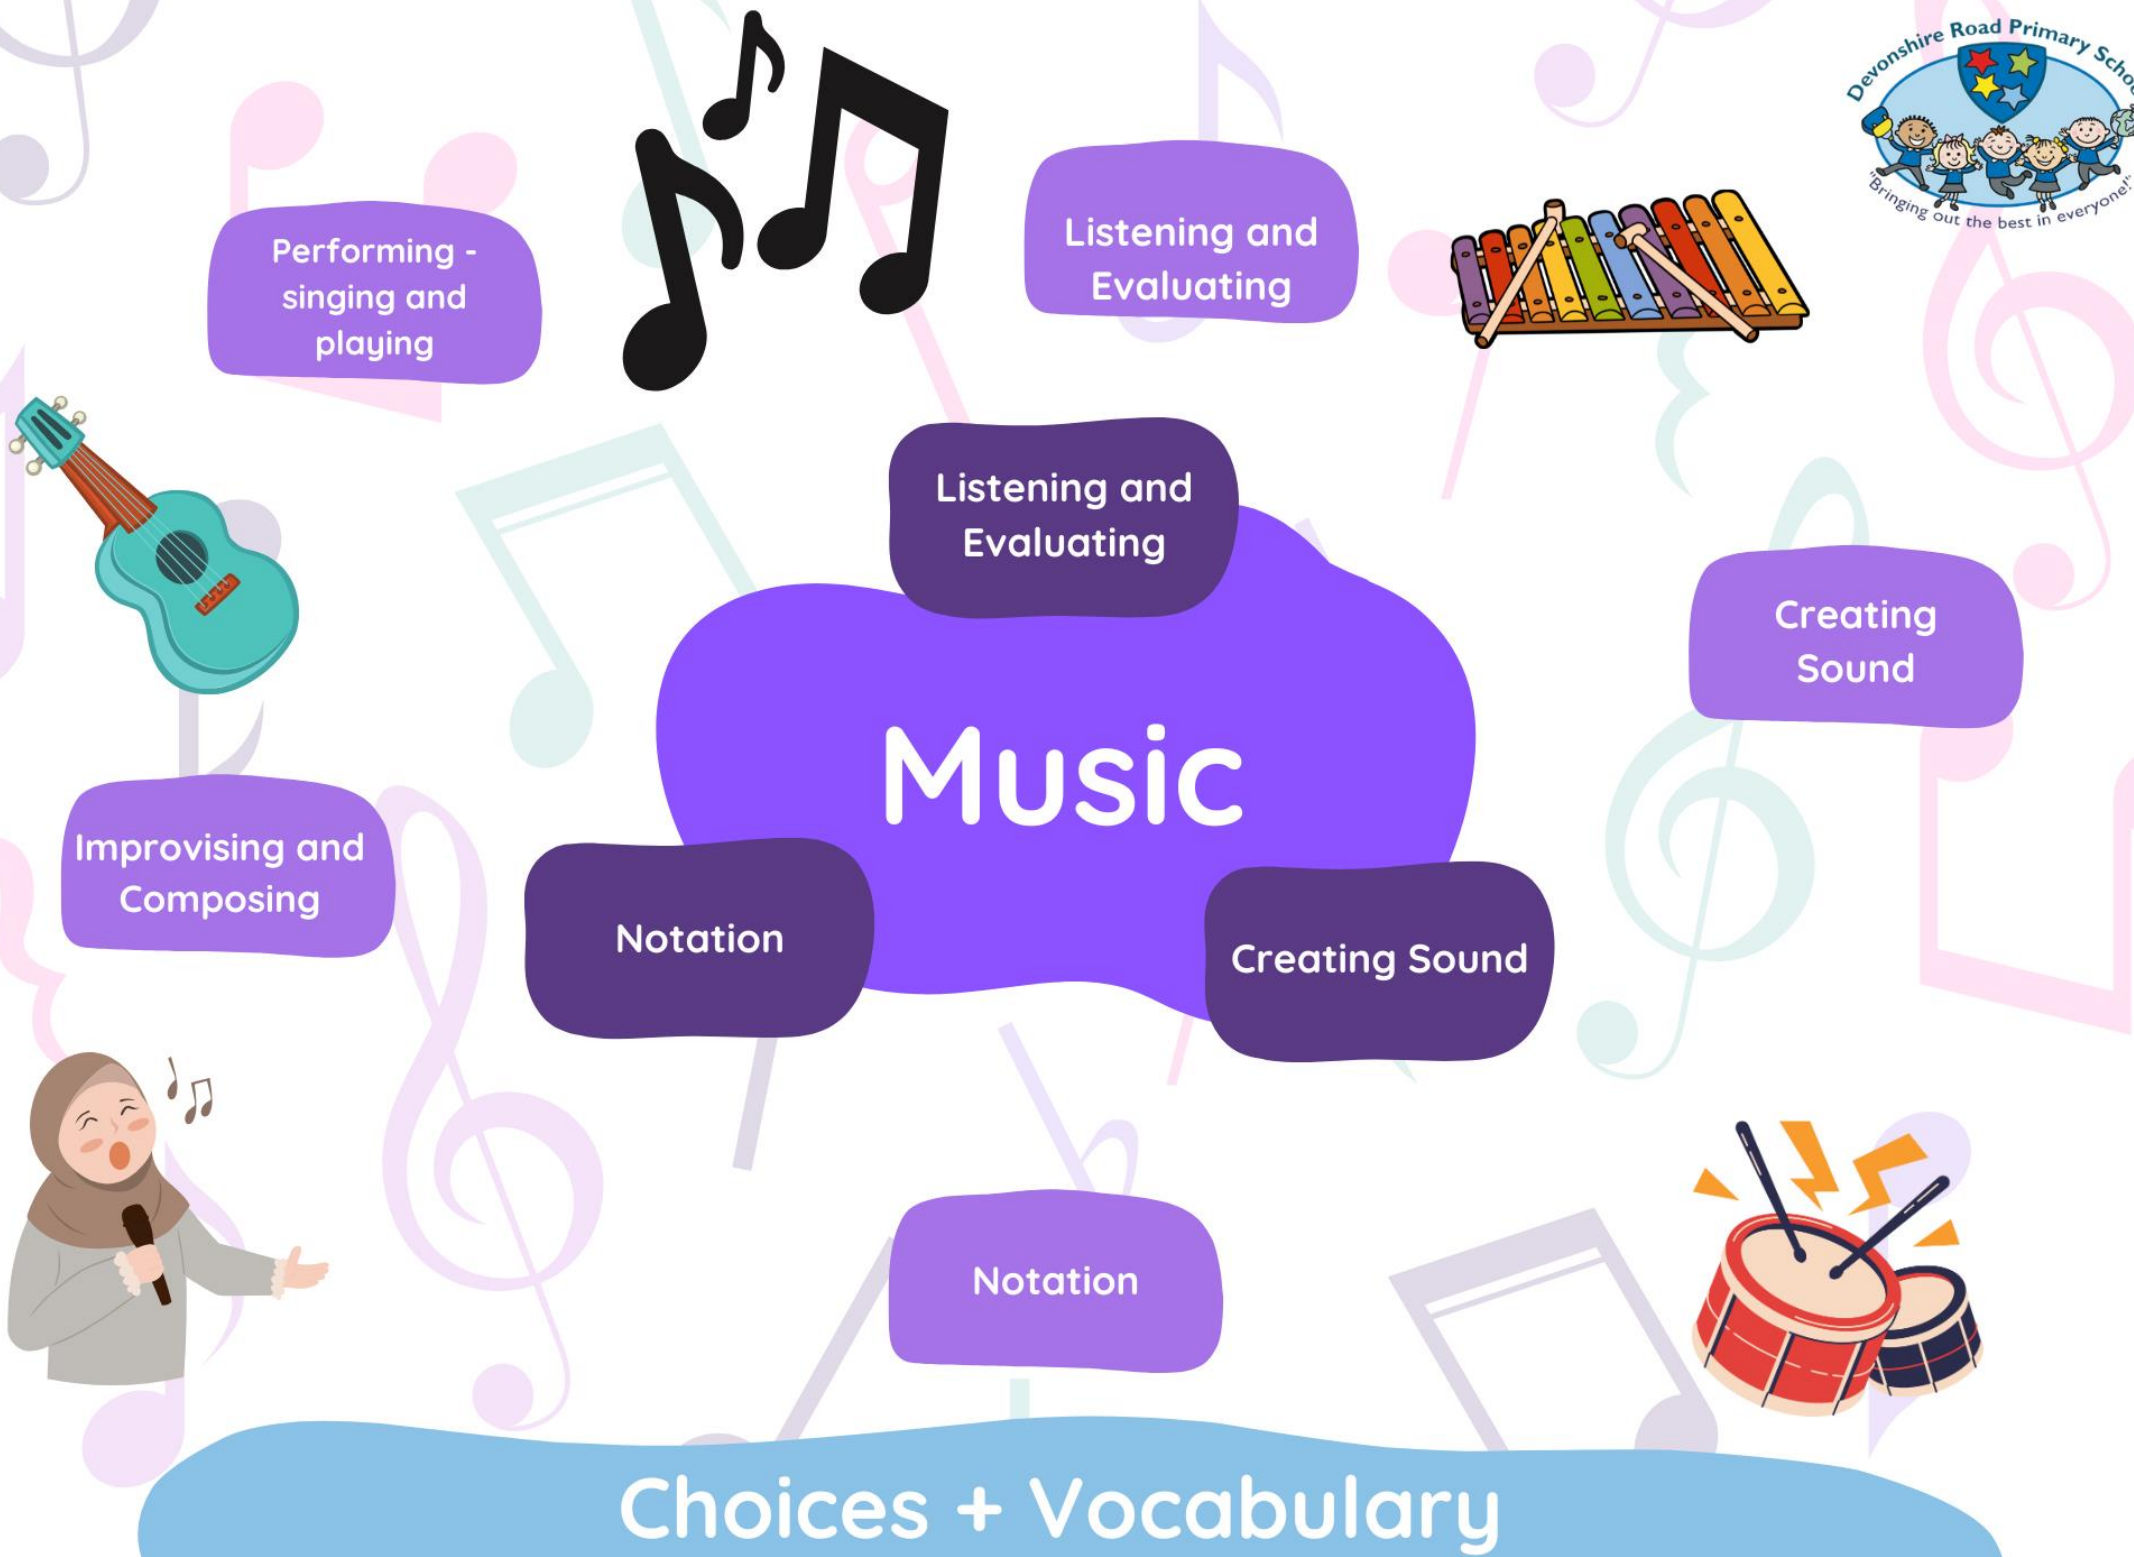 Devonshire Road Primary School
"Bringing out the best in everyone!"
Performing -
singing and
playing
Listening and
Evaluating
Listening and
Evaluating
Creating
Sound
Music
Improvising and
Composing
Notation
Creating Sound
Notation
Choices + Vocabulary